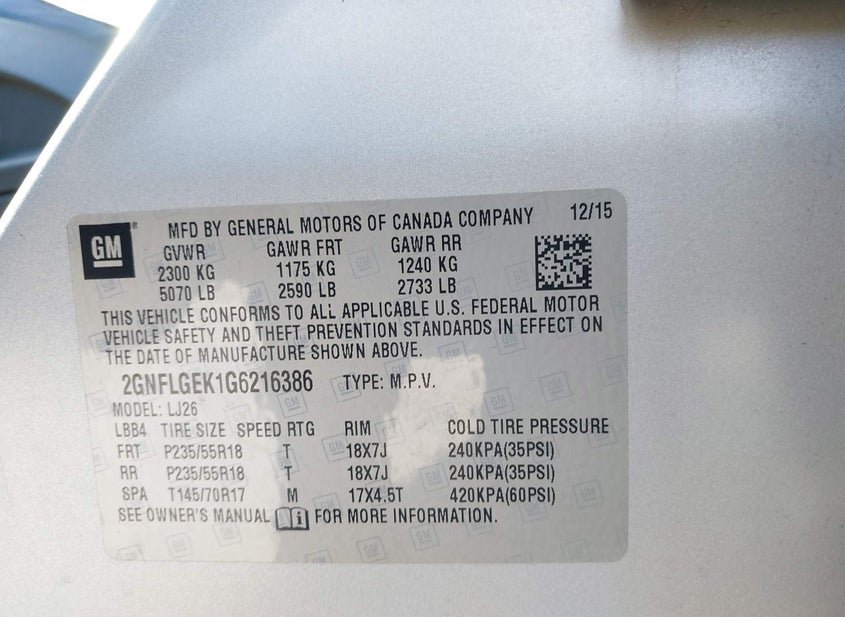 GM ® MFD BY GENERAL MOTORS OF CANADA COMPANY 12/15
GVWR GAWR FRT GAWR RR
2300 KG 1175 KG 1240 KG
5070 LB 2590 LB 2733 LB
THIS VEHICLE CONFORMS TO ALL APPLICABLE U.S. FEDERAL MOTOR
VEHICLE SAFETY AND THEFT PREVENTION STANDARDS IN EFFECT ON
THE DATE OF MANUFACTURE SHOWN ABOVE.
2GNFLGEK1G6216386 TYPE: M.P.V.
MODEL: LJ26
LBB4 TIRE SIZE SPEED RTG RIM COLD TIRE PRESSURE
FRT P235/55R18 T 18X7J 240KPA(35PSI)
RR P235/55R18 T 18X7J 240KPA(35PSI)
SPA T145/70R17 M 17X4.5T 420KPA(60PSI)
SEE OWNER'S MANUAL i FOR MORE INFORMATION.